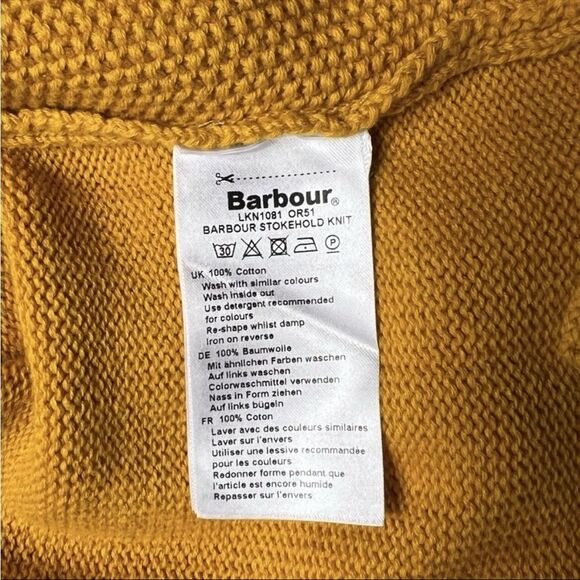 Barbour®
LKN1081 OR51
BARBOUR STOKEHOLD KNIT
30 P
UK 100% Cotton
Wash with similar colours
Wash inside out
Use detergent recommended
for colours
Re-shape whilst damp
Iron on reverse
DE 100% Baumwolle
Mit ähnlichen Farben waschen
Auf links waschen
Colorwaschmittel verwenden
Nass in Form ziehen
Auf links bügeln
FR 100% Coton
Laver avec des couleurs similaires
Laver sur l'envers
Utiliser une lessive recommandée
pour les couleurs
Redonner forme pendant que
l'article est encore humide
Repasser sur l'envers